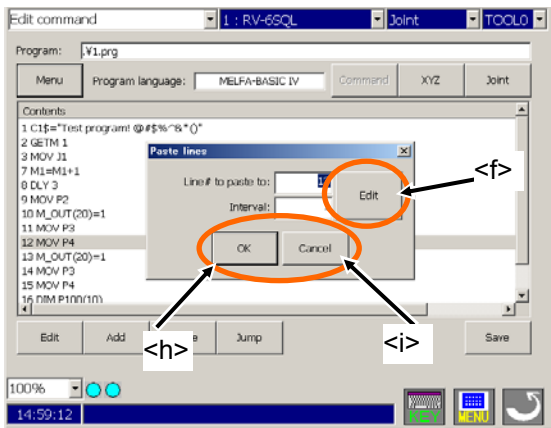 Edit command 1 : RV-6SQL Joint TOOL0
Program: .¥1.prg
Menu Program language: MELFA-BASIC IV Command XYZ Joint
Contents
1 C1$="Test program! @#$%^&*()"
2 GETM 1
3 MOV J1
7 M1=M1+1
8 DLY 3
9 MOV P2
10 M_OUT(20)=1
11 MOV P3
12 MOV P4
13 M_OUT(20)=1
14 MOV P3
15 MOV P4
16 DIM P100(10)
Paste lines
Line# to paste to:
Interval:
Edit
OK Cancel
<f>
<h>
<i>
Edit Add Jump Save
100%
14:59:12
KEY MENU